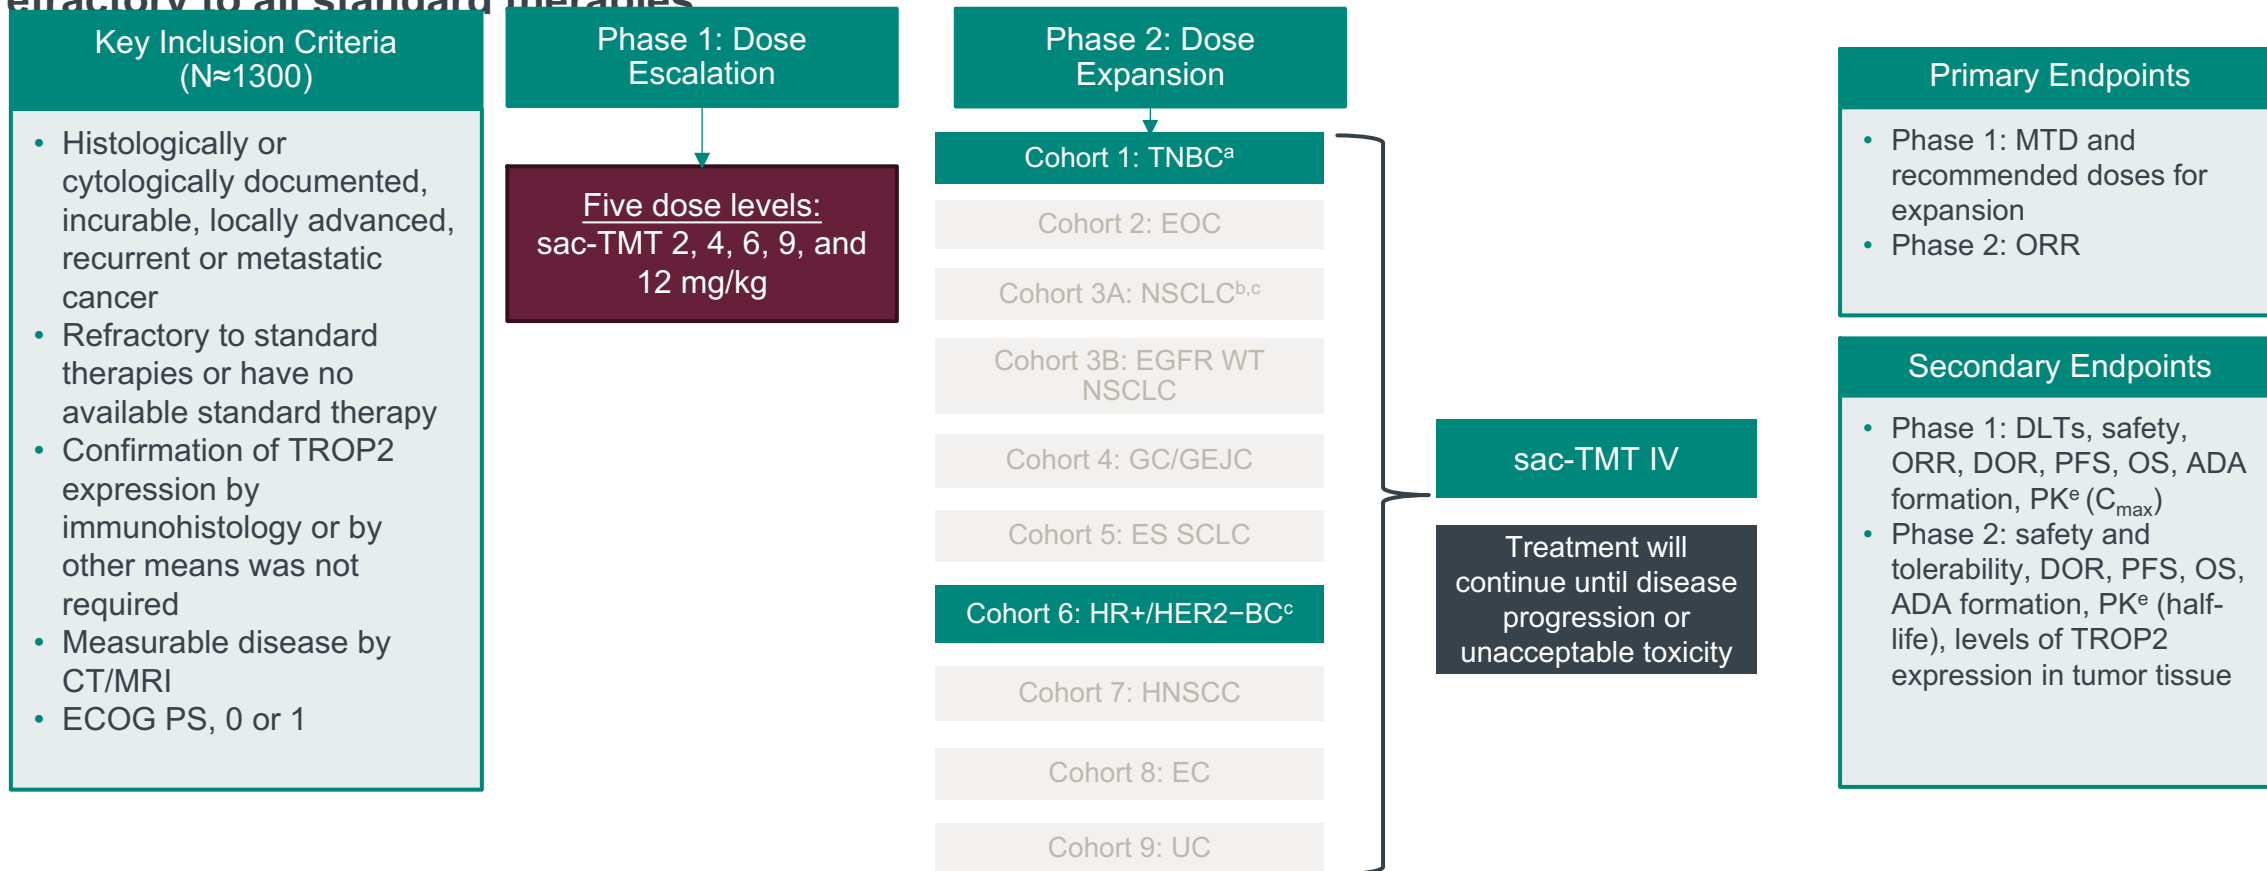 refractory to all standard therapies
Key Inclusion Criteria
(N≈1300)
• Histologically or
cytologically documented,
incurable, locally advanced,
recurrent or metastatic
cancer
• Refractory to standard
therapies or have no
available standard therapy
• Confirmation of TROP2
expression by
immunohistology or by
other means was not
required
• Measurable disease by
CT/MRI
• ECOG PS, 0 or 1
Phase 1: Dose
Escalation
Five dose levels:
sac-TMT 2, 4, 6, 9, and
12 mg/kg
Phase 2: Dose
Expansion
Cohort 1: TNBCᵃ
Cohort 2: EOC
Cohort 3A: NSCLCᵇ,ᶜ
Cohort 3B: EGFR WT
NSCLC
Cohort 4: GC/GEJC
Cohort 5: ES SCLC
Cohort 6: HR+/HER2−BCᶜ
Cohort 7: HNSCC
Cohort 8: EC
Cohort 9: UC
sac-TMT IV
Treatment will
continue until disease
progression or
unacceptable toxicity
Primary Endpoints
• Phase 1: MTD and
recommended doses for
expansion
• Phase 2: ORR
Secondary Endpoints
• Phase 1: DLTs, safety,
ORR, DOR, PFS, OS, ADA
formation, PKᵉ (Cmax)
• Phase 2: safety and
tolerability, DOR, PFS, OS,
ADA formation, PKᵉ (half-
life), levels of TROP2
expression in tumor tissue